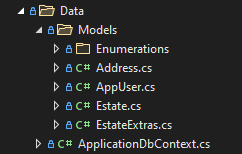 Data
Models
Enumerations
C# Address.cs
C# AppUser.cs
C# Estate.cs
C# EstateExtras.cs
C# ApplicationDbContext.cs